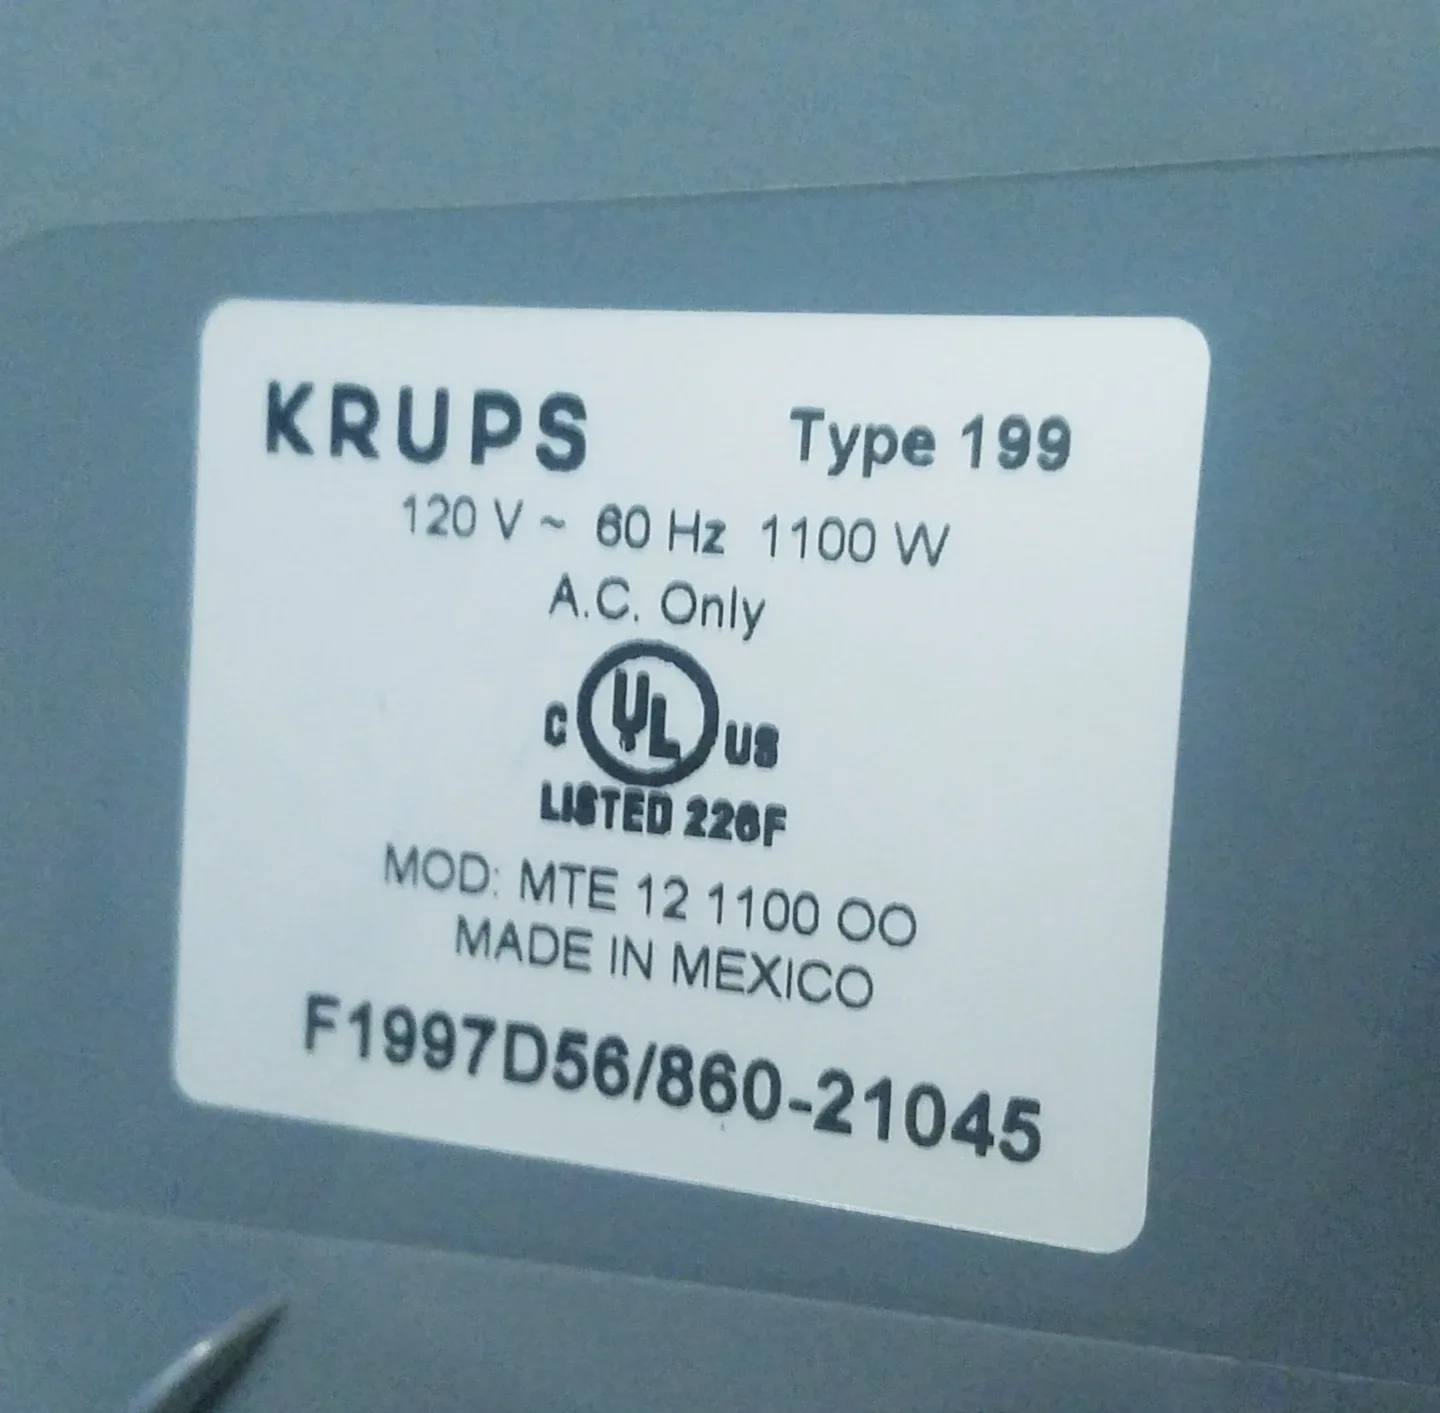 KRUPS Type 199
120 V ~ 60 Hz 1100 W
A.C. Only
C UL US
LISTED 226F
MOD: MTE 12 1100 OO
MADE IN MEXICO
F1997D56/860-21045